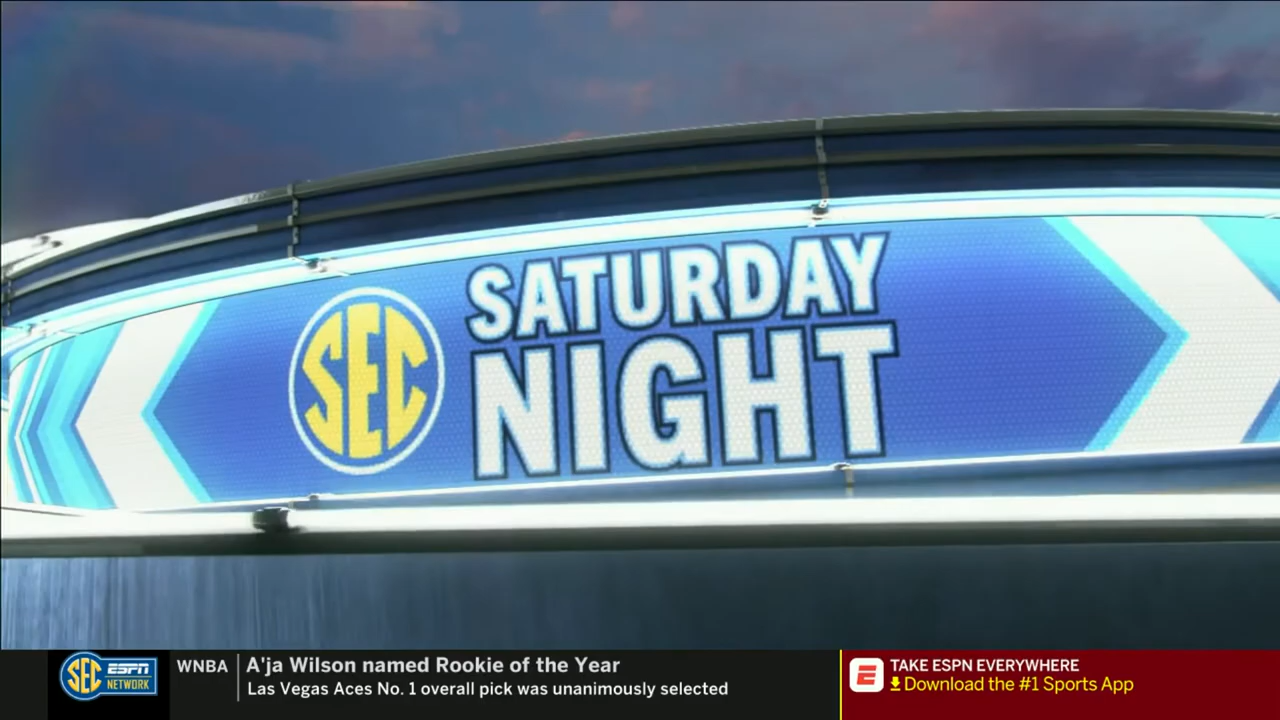 SEC
SATURDAY
NIGHT
SEC ESPN
NETWORK
WNBA
A'ja Wilson named Rookie of the Year
Las Vegas Aces No. 1 overall pick was unanimously selected
E
TAKE ESPN EVERYWHERE
Download the #1 Sports App